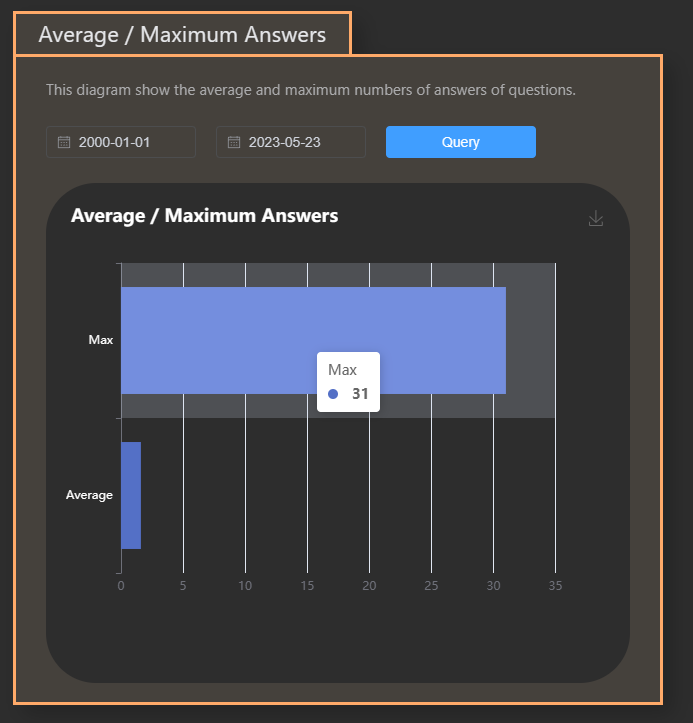 Average / Maximum Answers
This diagram show the average and maximum numbers of answers of questions.
2000-01-01 2023-05-23 Query
Average / Maximum Answers
Max
Max
31
Average
0 5 10 15 20 25 30 35